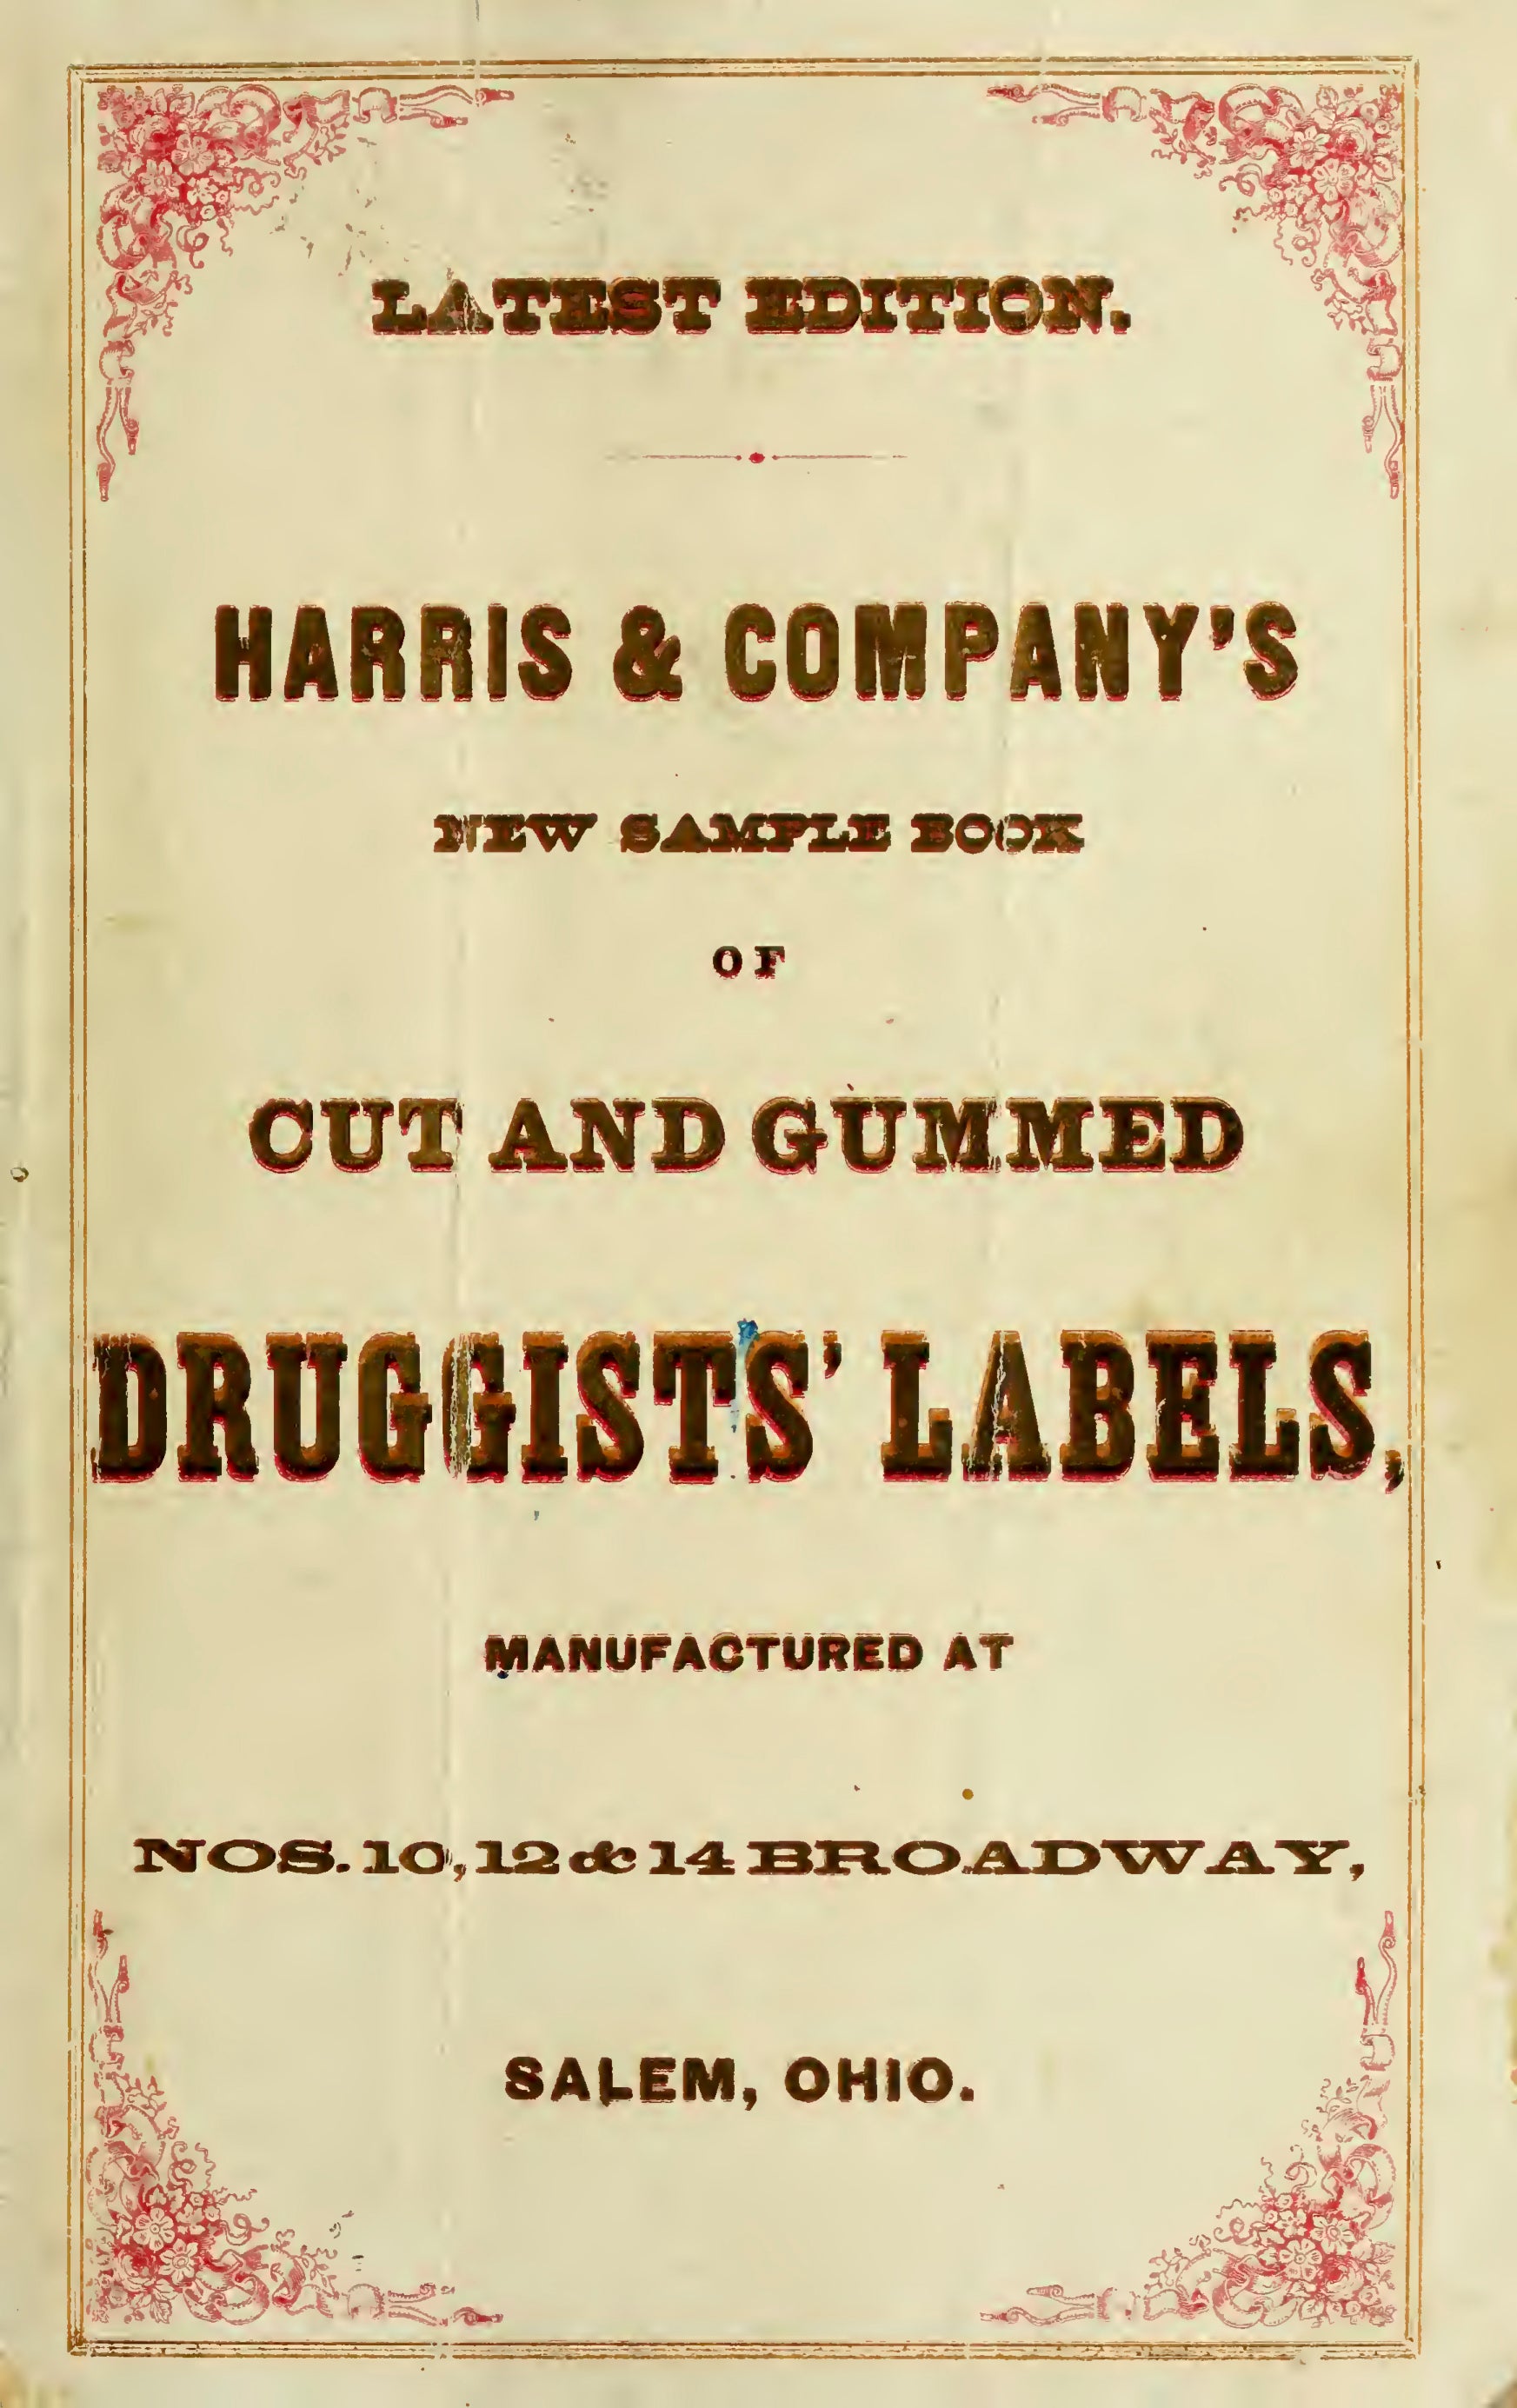 LATEST EDITION.
HARRIS & COMPANY'S
NEW SAMPLE BOOK
OF
CUT AND GUMMED
DRUGGISTS' LABELS,
MANUFACTURED AT
NOS. 10, 12 & 14 BROADWAY,
SALEM, OHIO.